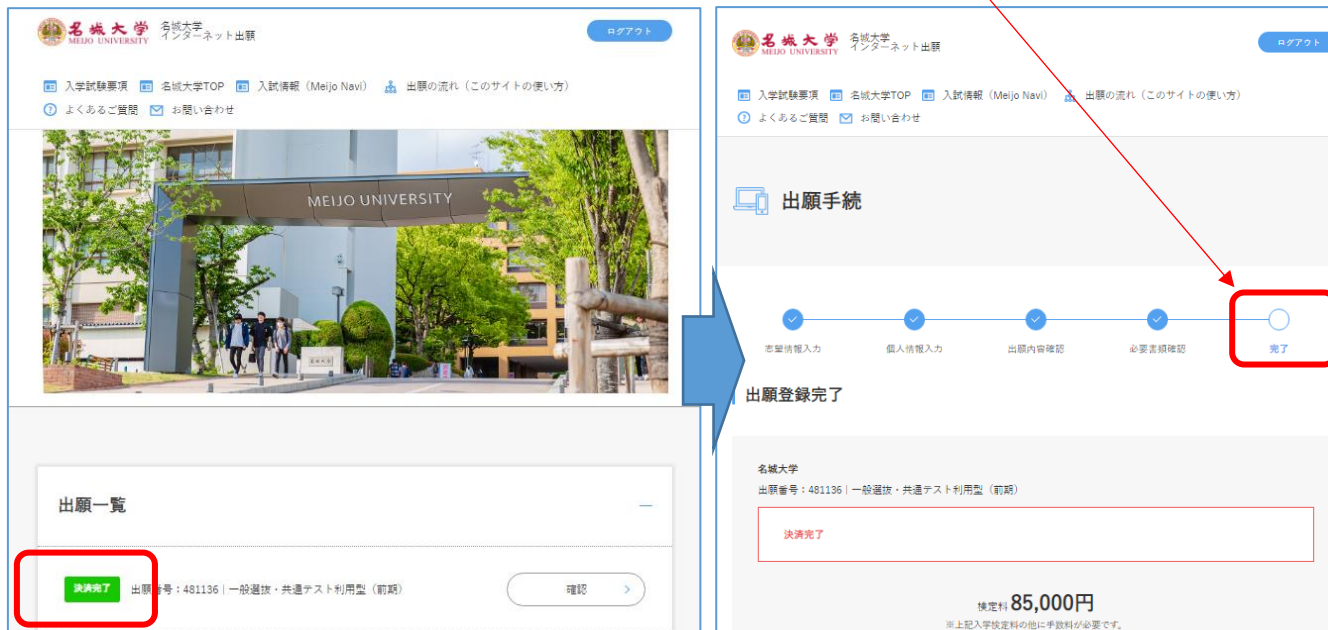 名城大学
MEIJO UNIVERSITY
名城大学
インターネット出願
ログアウト
入学試験要項 名城大学TOP 入試情報（Meijo Navi） 出願の流れ（このサイトの使い方）
よくあるご質問 お問い合わせ
MEIJO UNIVERSITY
名城大学
出願一覧
決済完了 出願番号：481136｜一般選抜・共通テスト利用型（前期） 確認
名城大学
MEIJO UNIVERSITY
名城大学
インターネット出願
ログアウト
入学試験要項 名城大学TOP 入試情報（Meijo Navi） 出願の流れ（このサイトの使い方）
よくあるご質問 お問い合わせ
出願手続
志望情報入力 個人情報入力 出願内容確認 必要書類確認 完了
出願登録完了
名城大学
出願番号：481136｜一般選抜・共通テスト利用型（前期）
決済完了
検定料 85,000円
※上記入学検定料の他に手数料が必要です。